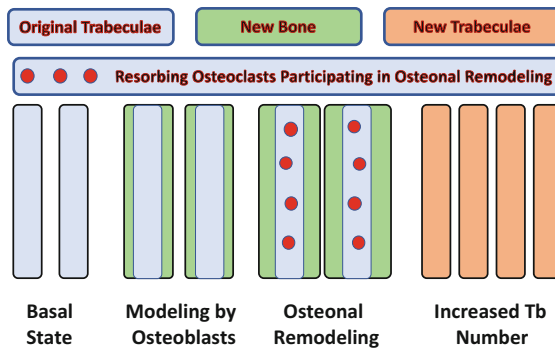 Original Trabeculae New Bone New Trabeculae
Resorbing Osteoclasts Participating in Osteonal Remodeling
Basal State
Modeling by Osteoblasts
Osteonal Remodeling
Increased Tb Number